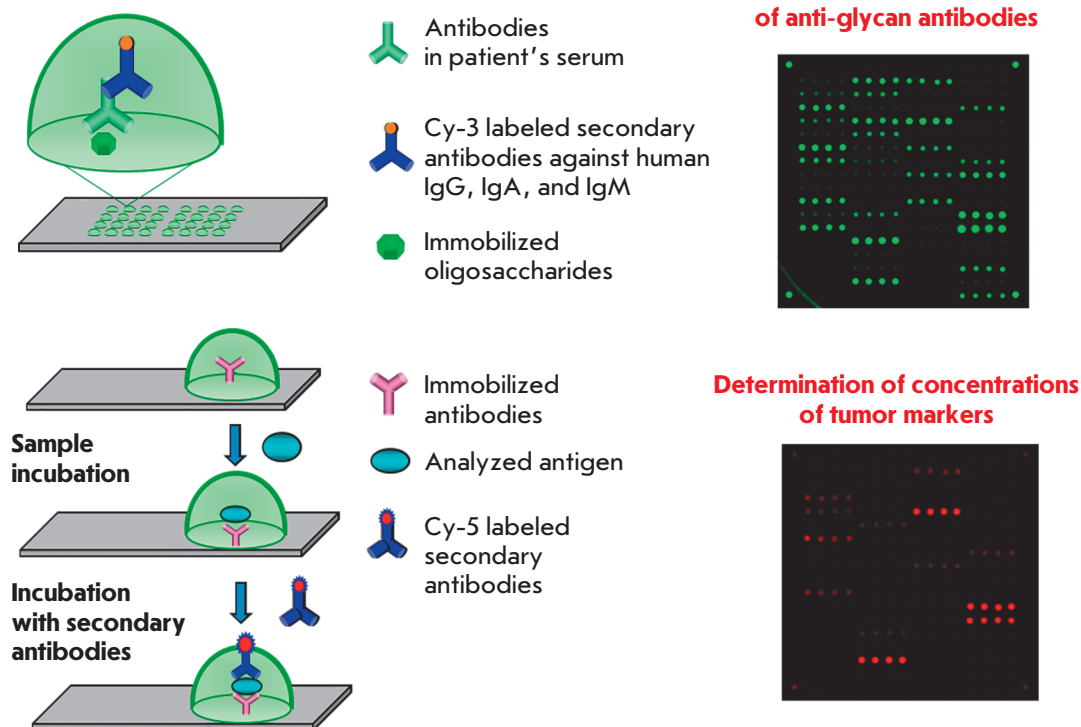 Antibodies
in patient's serum
Cy-3 labeled secondary
antibodies against human
IgG, IgA, and IgM
Immobilized
oligosaccharides
of anti-glycan antibodies
Sample
incubation
Incubation
with secondary
antibodies
Immobilized
antibodies
Analyzed antigen
Cy-5 labeled
secondary
antibodies
Determination of concentrations
of tumor markers